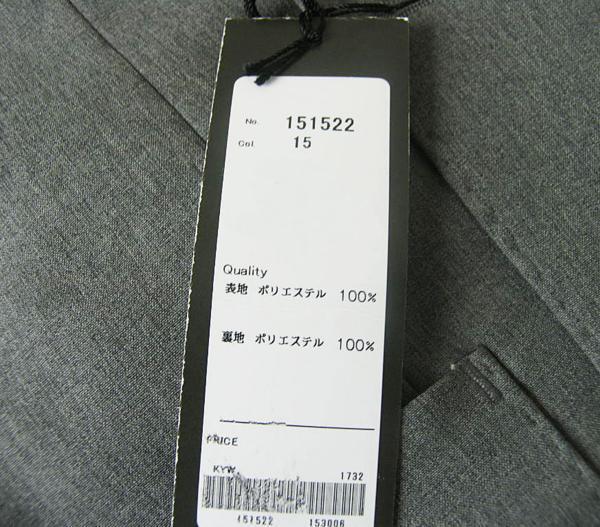 No. 151522
Col. 15
Quality
表地 ポリエステル 100%
裏地 ポリエステル 100%
PRICE
KYW 1732
151522 153006